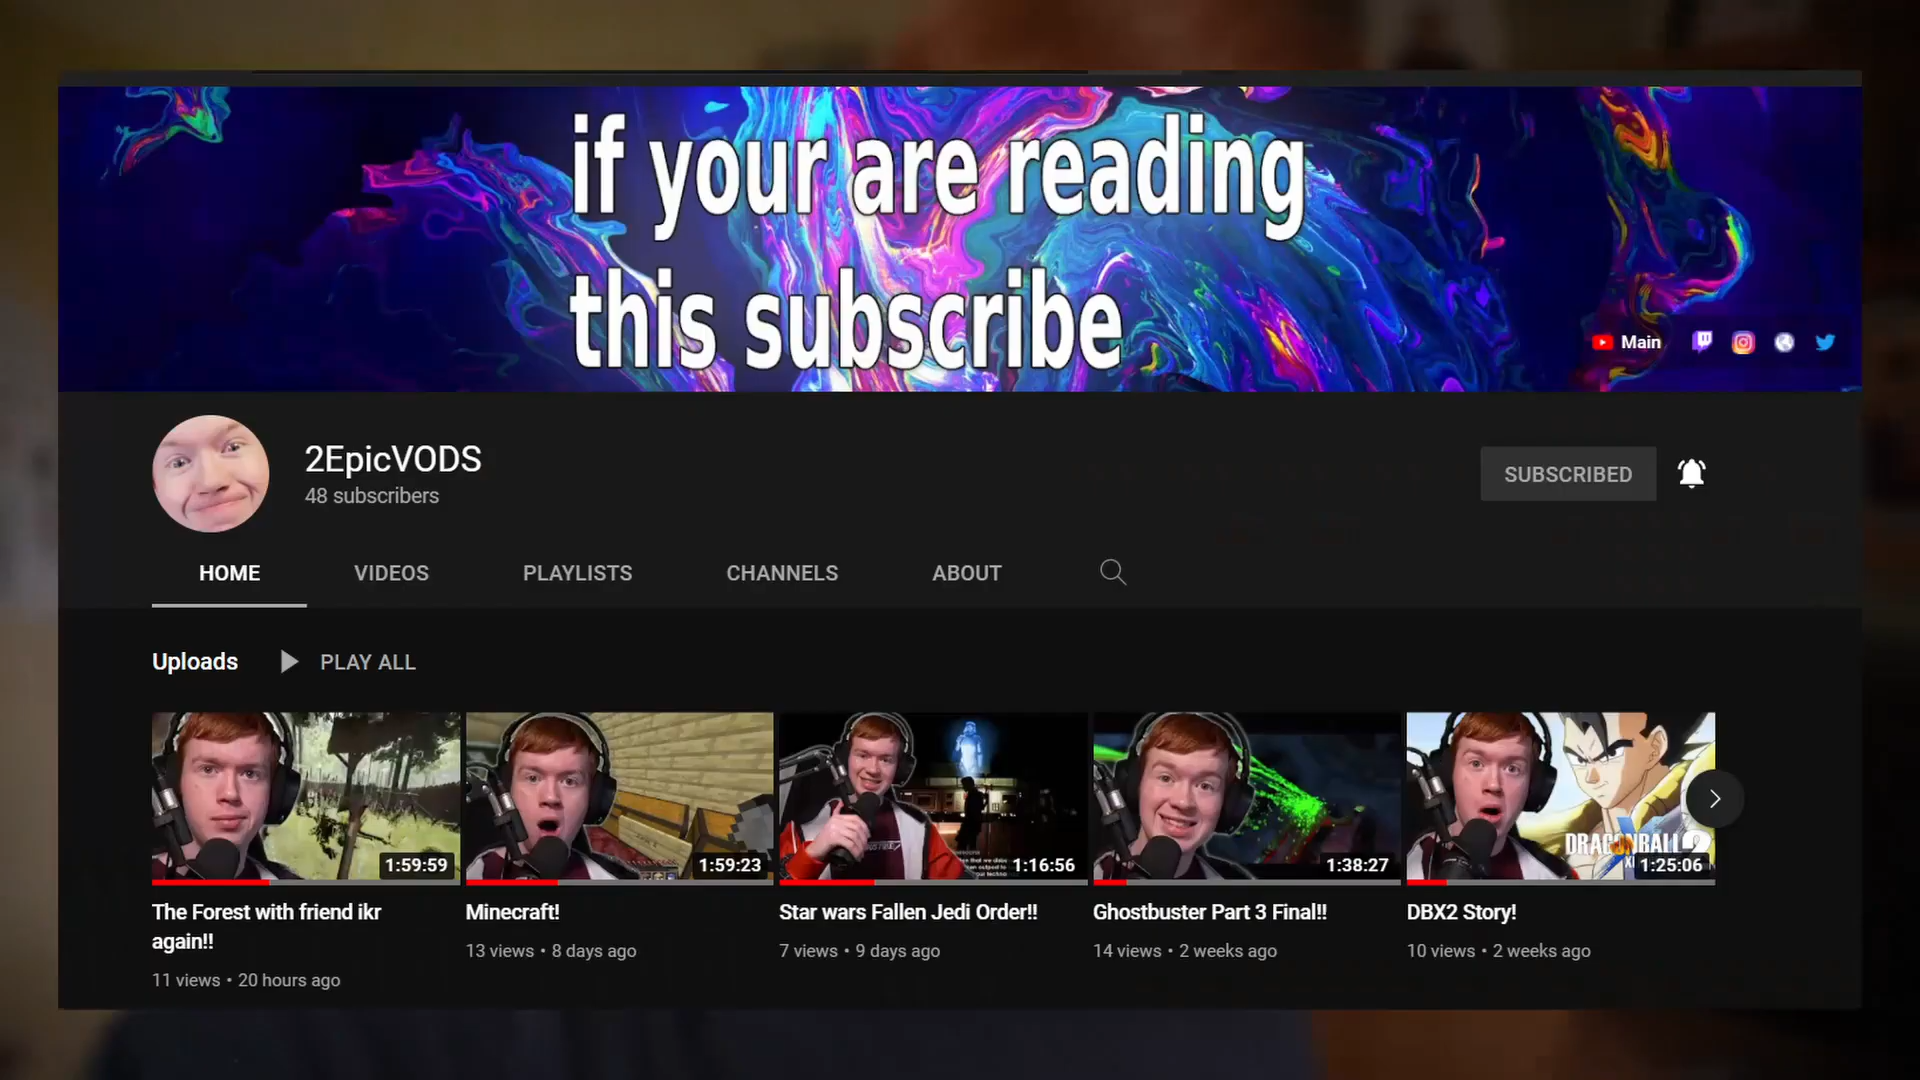 if your are reading
this subscribe
Main
2EpicVODS
48 subscribers
SUBSCRIBED
HOME
VIDEOS
PLAYLISTS
CHANNELS
ABOUT
Uploads
PLAY ALL
1:59:59
1:59:23
1:16:56
1:38:27
DRAGONBALL
1:25:06
The Forest with friend ikr
again!!
11 views • 20 hours ago
Minecraft!
13 views • 8 days ago
Star wars Fallen Jedi Order!!
7 views • 9 days ago
Ghostbuster Part 3 Final!!
14 views • 2 weeks ago
DBX2 Story!
10 views • 2 weeks ago